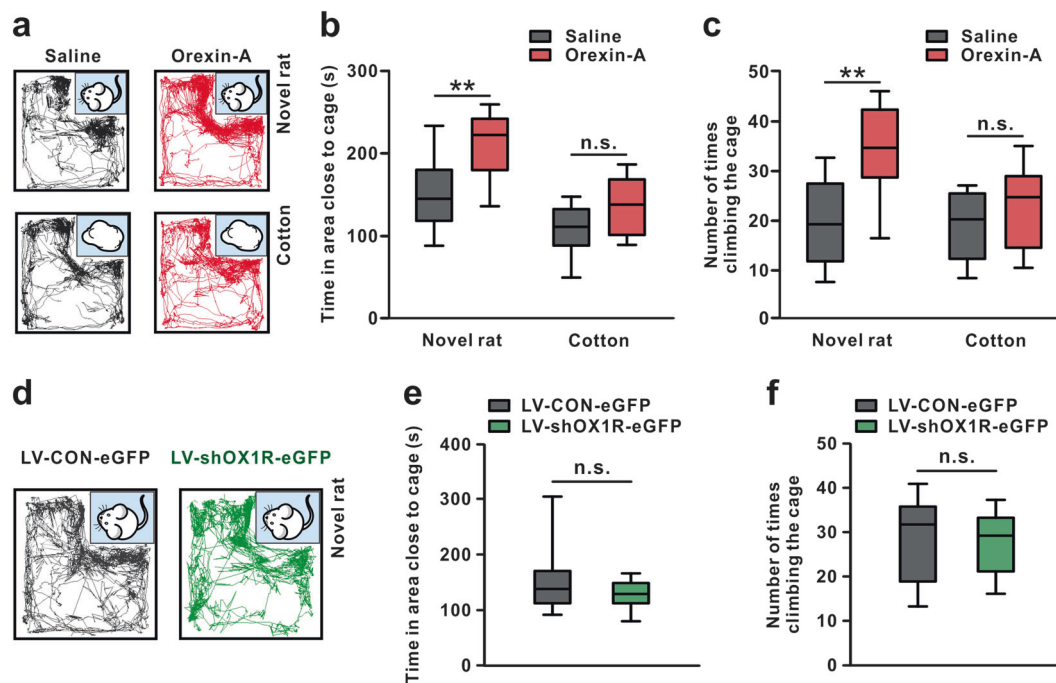 a
Saline
Orexin-A
Novel rat
Cotton
b
Saline
Orexin-A
Time in area close to cage (s)
300
200
100
0
**
n.s.
Novel rat
Cotton
c
Saline
Orexin-A
Number of times
climbing the cage
50
40
30
20
10
0
**
n.s.
Novel rat
Cotton
d
LV-CON-eGFP
LV-shOX1R-eGFP
Novel rat
e
LV-CON-eGFP
LV-shOX1R-eGFP
Time in area close to cage (s)
400
300
200
100
0
n.s.
f
LV-CON-eGFP
LV-shOX1R-eGFP
Number of times
climbing the cage
50
40
30
20
10
0
n.s.